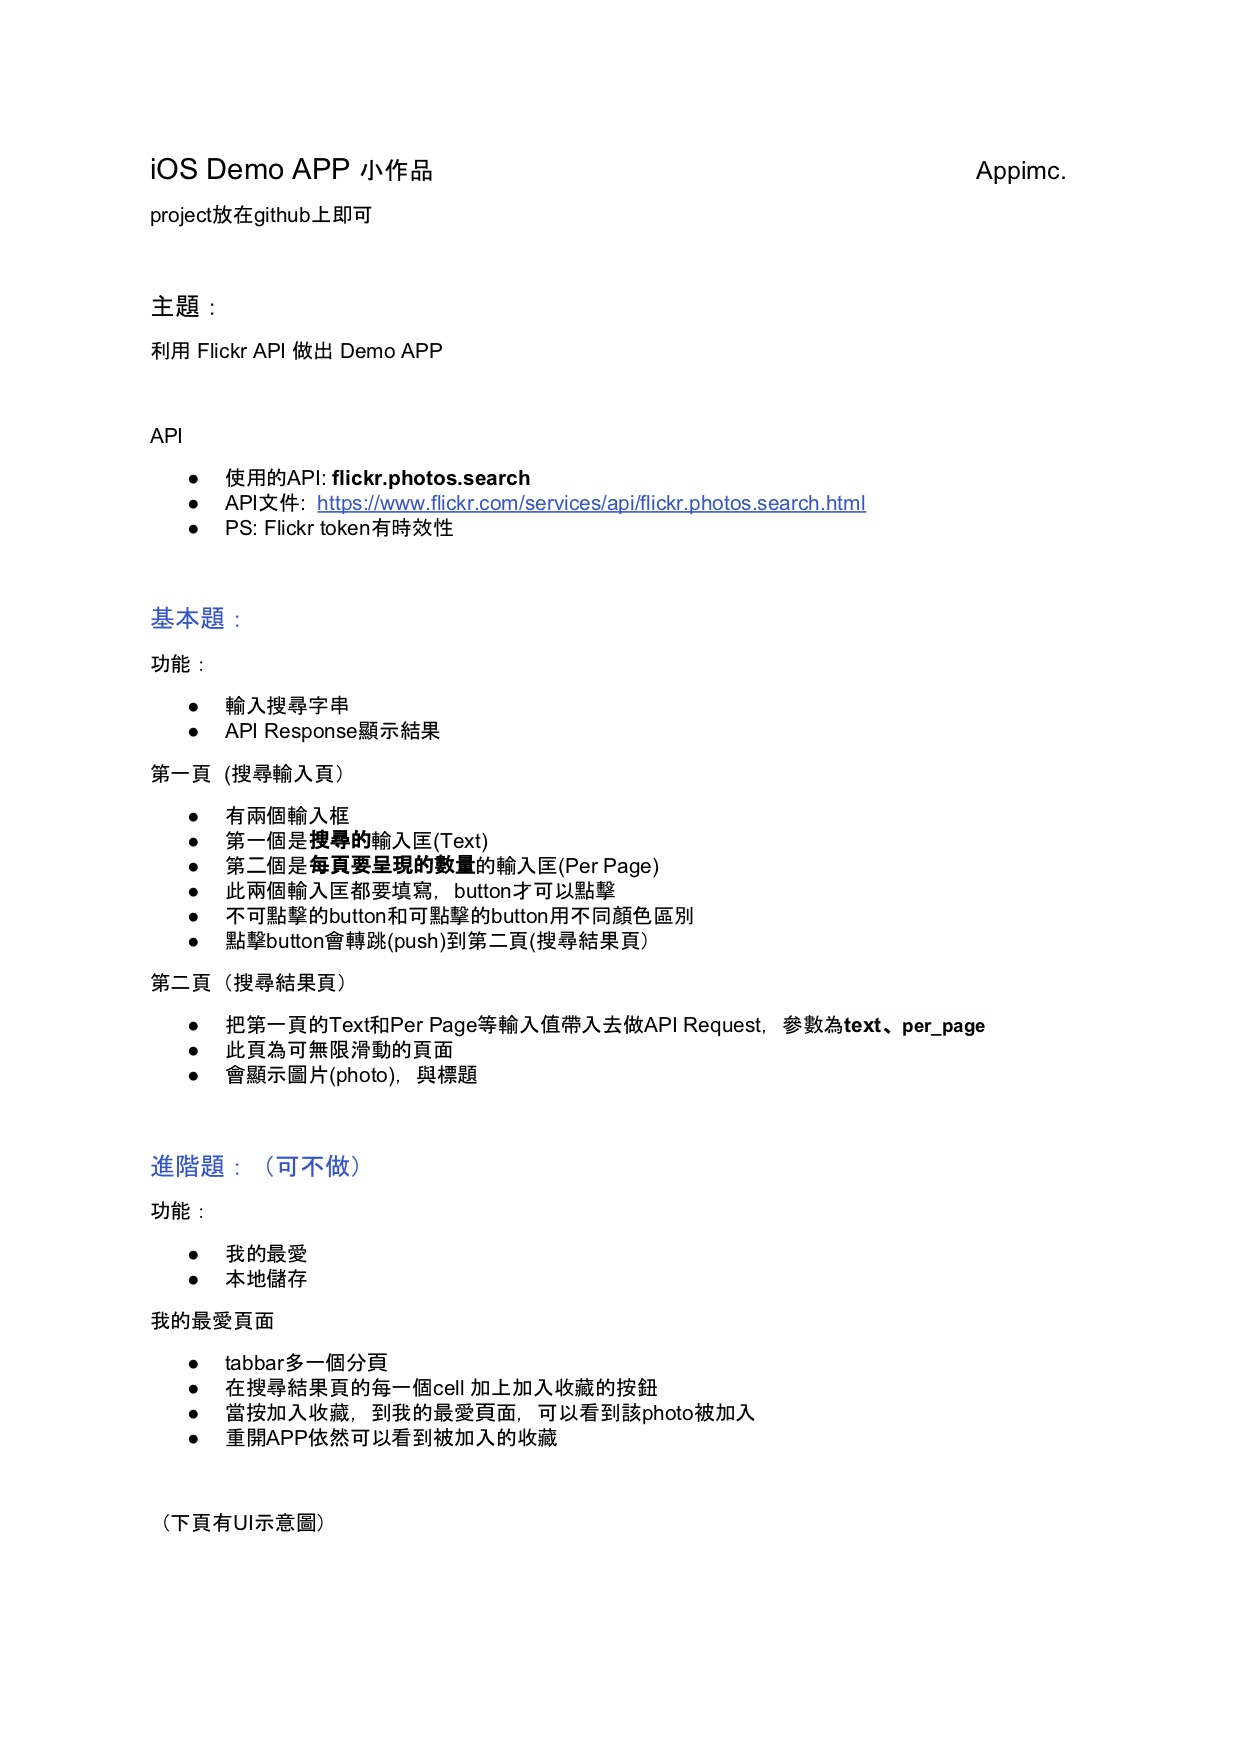 iOS Demo APP 小作品 Appimc.
project放在github上即可
主題：
利用 Flickr API 做出 Demo APP
API
● 使用的API: flickr.photos.search
● API文件: https://www.flickr.com/services/api/flickr.photos.search.html
● PS: Flickr token有時效性
基本題：
功能：
● 輸入搜尋字串
● API Response顯示結果
第一頁（搜尋輸入頁）
● 有兩個輸入框
● 第一個是搜尋的輸入匡(Text)
● 第二個是每頁要呈現的數量的輸入匡(Per Page)
● 此兩個輸入匡都要填寫，button才可以點擊
● 不可點擊的button和可點擊的button用不同顏色區別
● 點擊button會轉跳(push)到第二頁(搜尋結果頁）
第二頁（搜尋結果頁）
● 把第一頁的Text和Per Page等輸入值帶入去做API Request，參數為text、per_page
● 此頁為可無限滑動的頁面
● 會顯示圖片(photo)，與標題
進階題：（可不做）
功能：
● 我的最愛
● 本地儲存
我的最愛頁面
● tabbar多一個分頁
● 在搜尋結果頁的每一個cell 加上加入收藏的按鈕
● 當按加入收藏，到我的最愛頁面，可以看到該photo被加入
● 重開APP依然可以看到被加入的收藏
（下頁有UI示意圖）